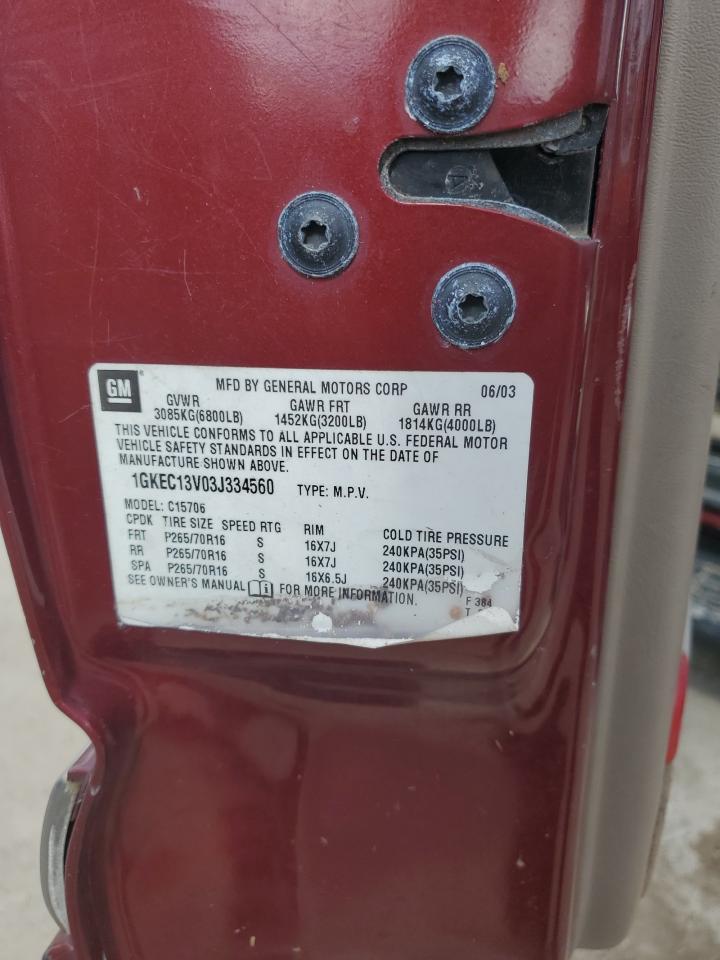 GM ® MFD BY GENERAL MOTORS CORP 06/03
GVWR GAWR FRT GAWR RR
3085KG(6800LB) 1452KG(3200LB) 1814KG(4000LB)
THIS VEHICLE CONFORMS TO ALL APPLICABLE U.S. FEDERAL MOTOR
VEHICLE SAFETY STANDARDS IN EFFECT ON THE DATE OF
MANUFACTURE SHOWN ABOVE.
1GKEC13V03J334560 TYPE: M.P.V.
MODEL: C15706
CPDK TIRE SIZE SPEED RTG RIM COLD TIRE PRESSURE
FRT P265/70R16 S 16X7J 240KPA(35PSI)
RR P265/70R16 S 16X7J 240KPA(35PSI)
SPA P265/70R16 S 16X6.5J 240KPA(35PSI)
SEE OWNER'S MANUAL FOR MORE INFORMATION.
F 384
T